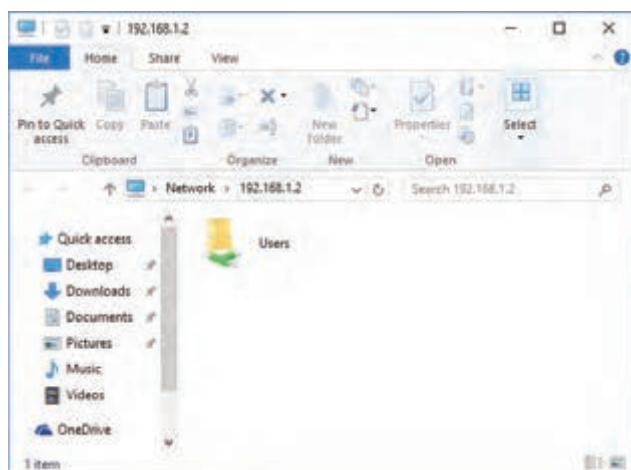 192.168.1.2
File Home Share View
Pin to Quick access
Copy
Paste
New folder
Properties
Select
Clipboard Organize New Open
Network > 192.168.1.2
Search 192.168.1.2
Quick access
Desktop
Downloads
Documents
Pictures
Music
Videos
OneDrive
Users
1 item